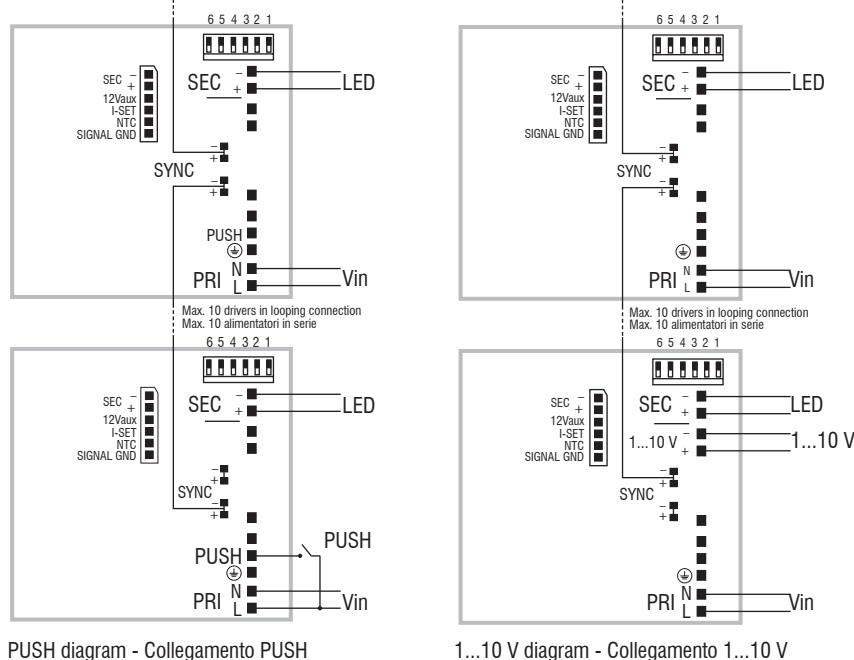 6 5 4 3 2 1
SEC –
+
12Vaux
I-SET
NTC
SIGNAL GND
SEC –
+
LED
–
+
SYNC
–
+
PUSH
N
PRI
L
Vin
Max. 10 drivers in looping connection
Max. 10 alimentatori in serie
6 5 4 3 2 1
SEC –
+
12Vaux
I-SET
NTC
SIGNAL GND
SEC –
+
LED
–
+
SYNC
–
+
PUSH
PUSH
N
PRI
L
Vin
PUSH diagram - Collegamento PUSH
6 5 4 3 2 1
SEC –
+
12Vaux
I-SET
NTC
SIGNAL GND
SEC –
+
LED
–
+
SYNC
–
+
N
PRI
L
Vin
Max. 10 drivers in looping connection
Max. 10 alimentatori in serie
6 5 4 3 2 1
SEC –
+
12Vaux
I-SET
NTC
SIGNAL GND
SEC –
+
LED
–
1...10 V
+
1...10 V
–
+
SYNC
–
+
N
PRI
L
Vin
1...10 V diagram - Collegamento 1...10 V